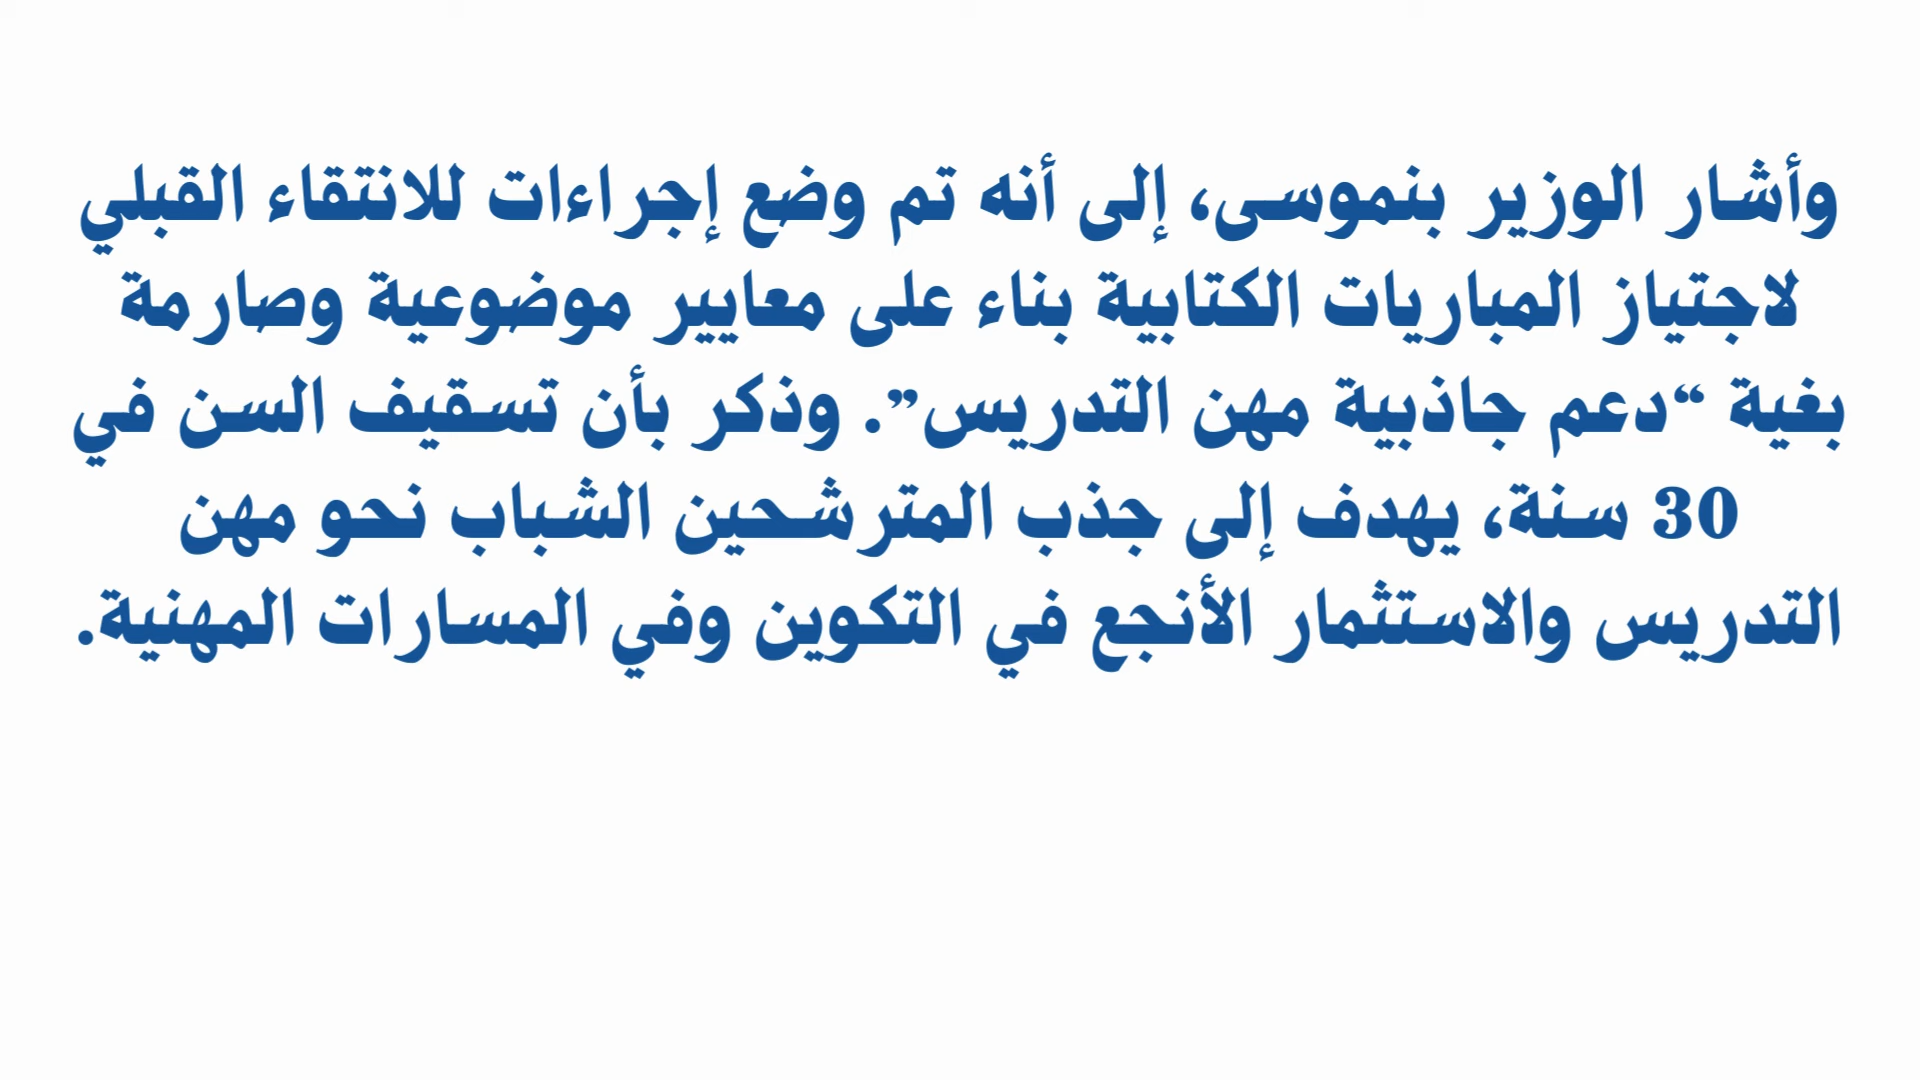 وأشار الوزير بنموسى، إلى أنه تم وضع إجراءات للانتقاء القبلي
لاجتياز المباريات الكتابية بناء على معايير موضوعية وصارمة
بغية “دعم جاذبية مهن التدريس”. وذكر بأن تسقيف السن في
30 سنة، يهدف إلى جذب المترشحين الشباب نحو مهن
التدريس والاستثمار الأنجع في التكوين وفي المسارات المهنية.